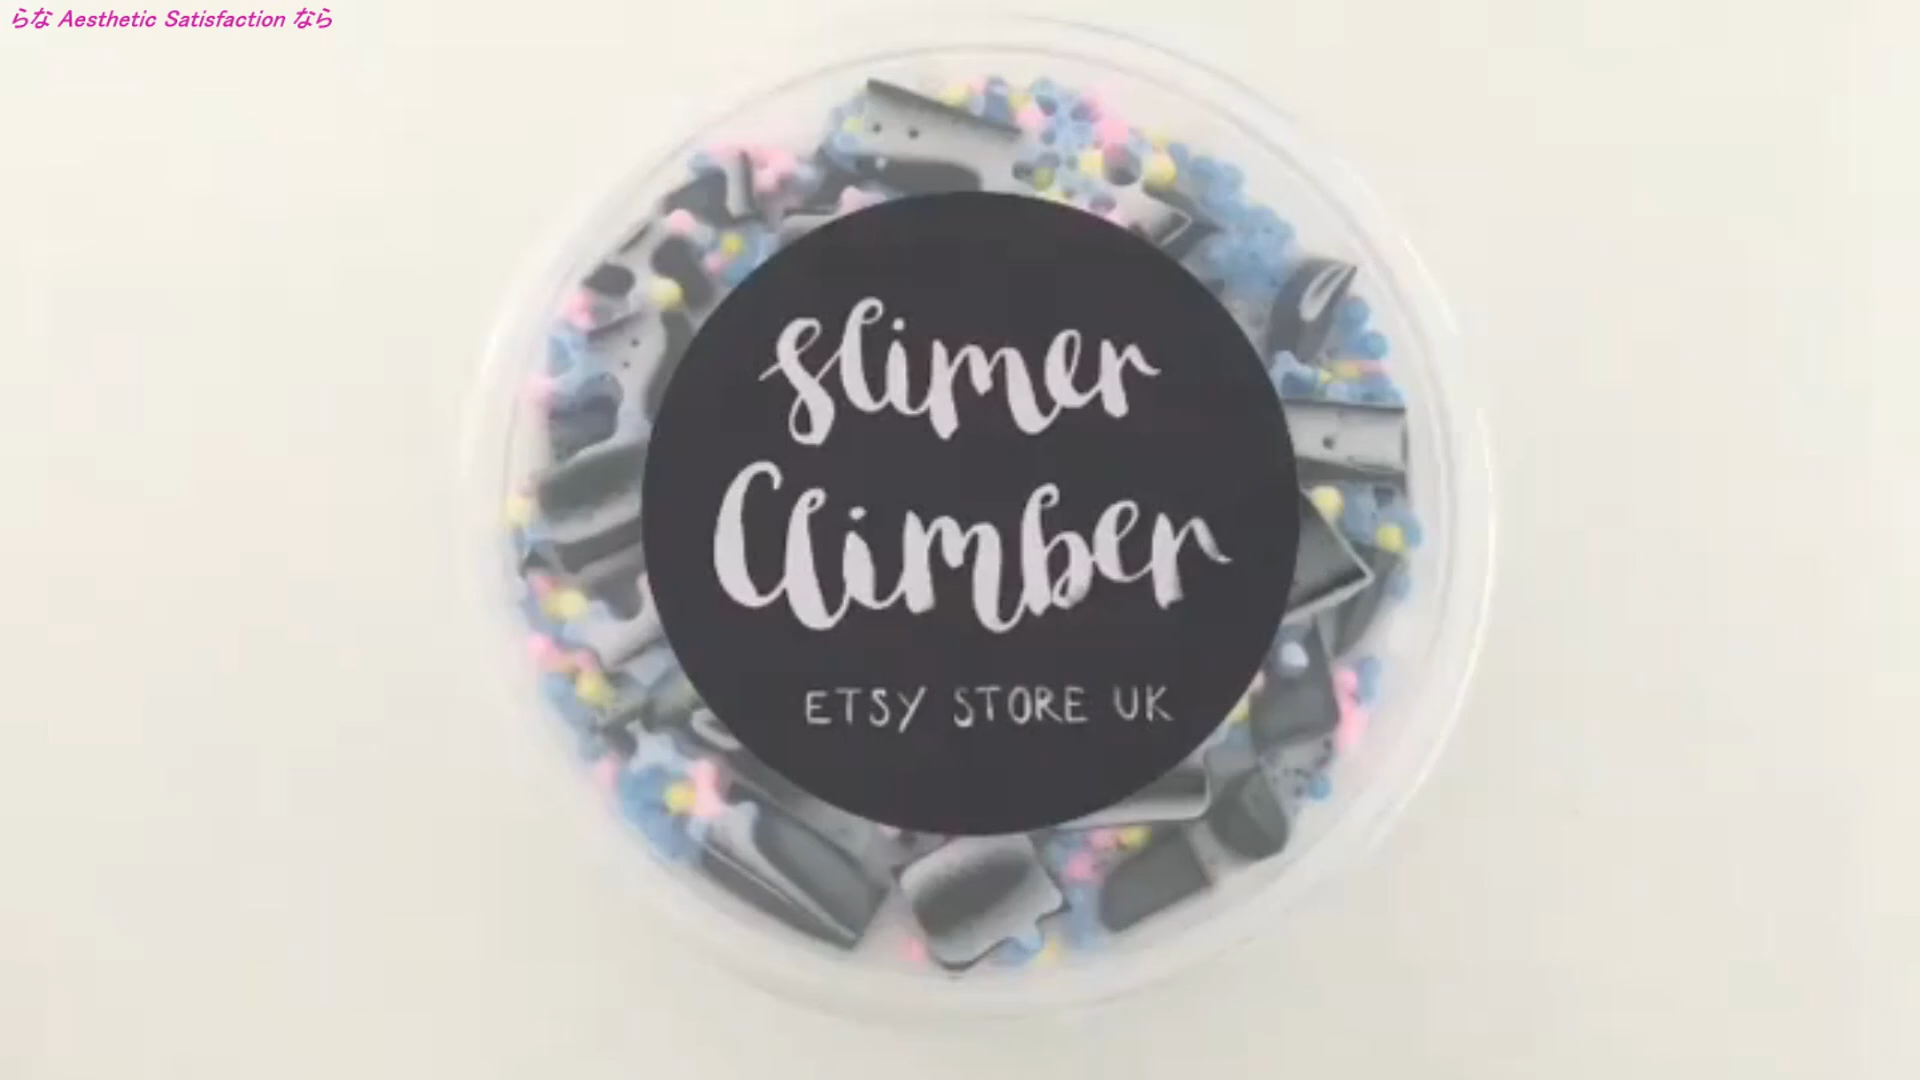 らな Aesthetic Satisfaction なら
Slimer
Climber
ETSY STORE UK